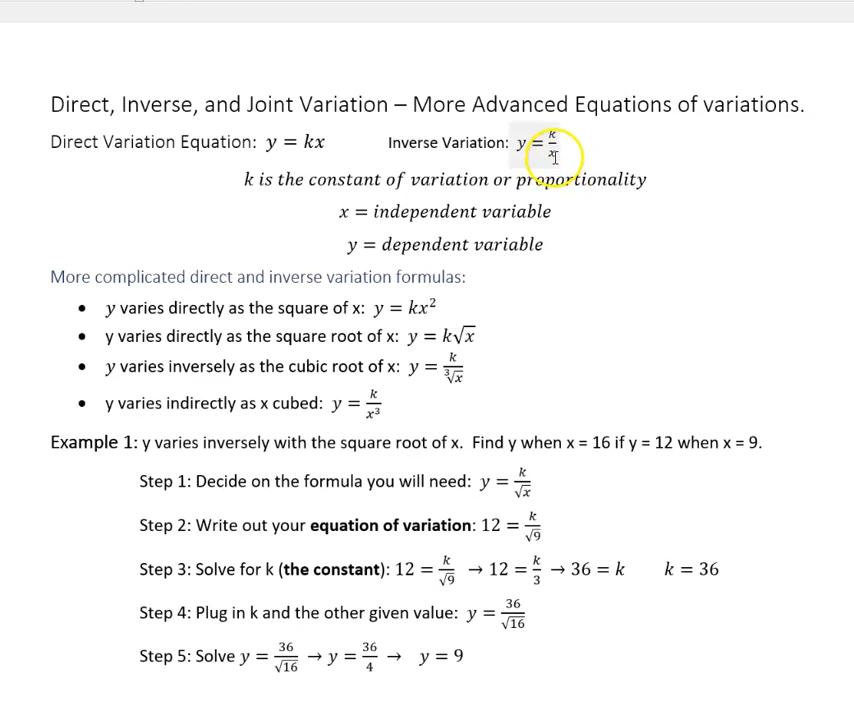 Direct, Inverse, and Joint Variation – More Advanced Equations of variations.
Direct Variation Equation: y = kx Inverse Variation: y = k/x
k is the constant of variation or proportionality
x = independent variable
y = dependent variable
More complicated direct and inverse variation formulas:
• y varies directly as the square of x: y = kx²
• y varies directly as the square root of x: y = k√x
• y varies inversely as the cubic root of x: y = k/∛x
• y varies indirectly as x cubed: y = k/x³
Example 1: y varies inversely with the square root of x. Find y when x = 16 if y = 12 when x = 9.
Step 1: Decide on the formula you will need: y = k/√x
Step 2: Write out your equation of variation: 12 = k/√9
Step 3: Solve for k (the constant): 12 = k/√9 → 12 = k/3 → 36 = k k = 36
Step 4: Plug in k and the other given value: y = 36/√16
Step 5: Solve y = 36/√16 → y = 36/4 → y = 9